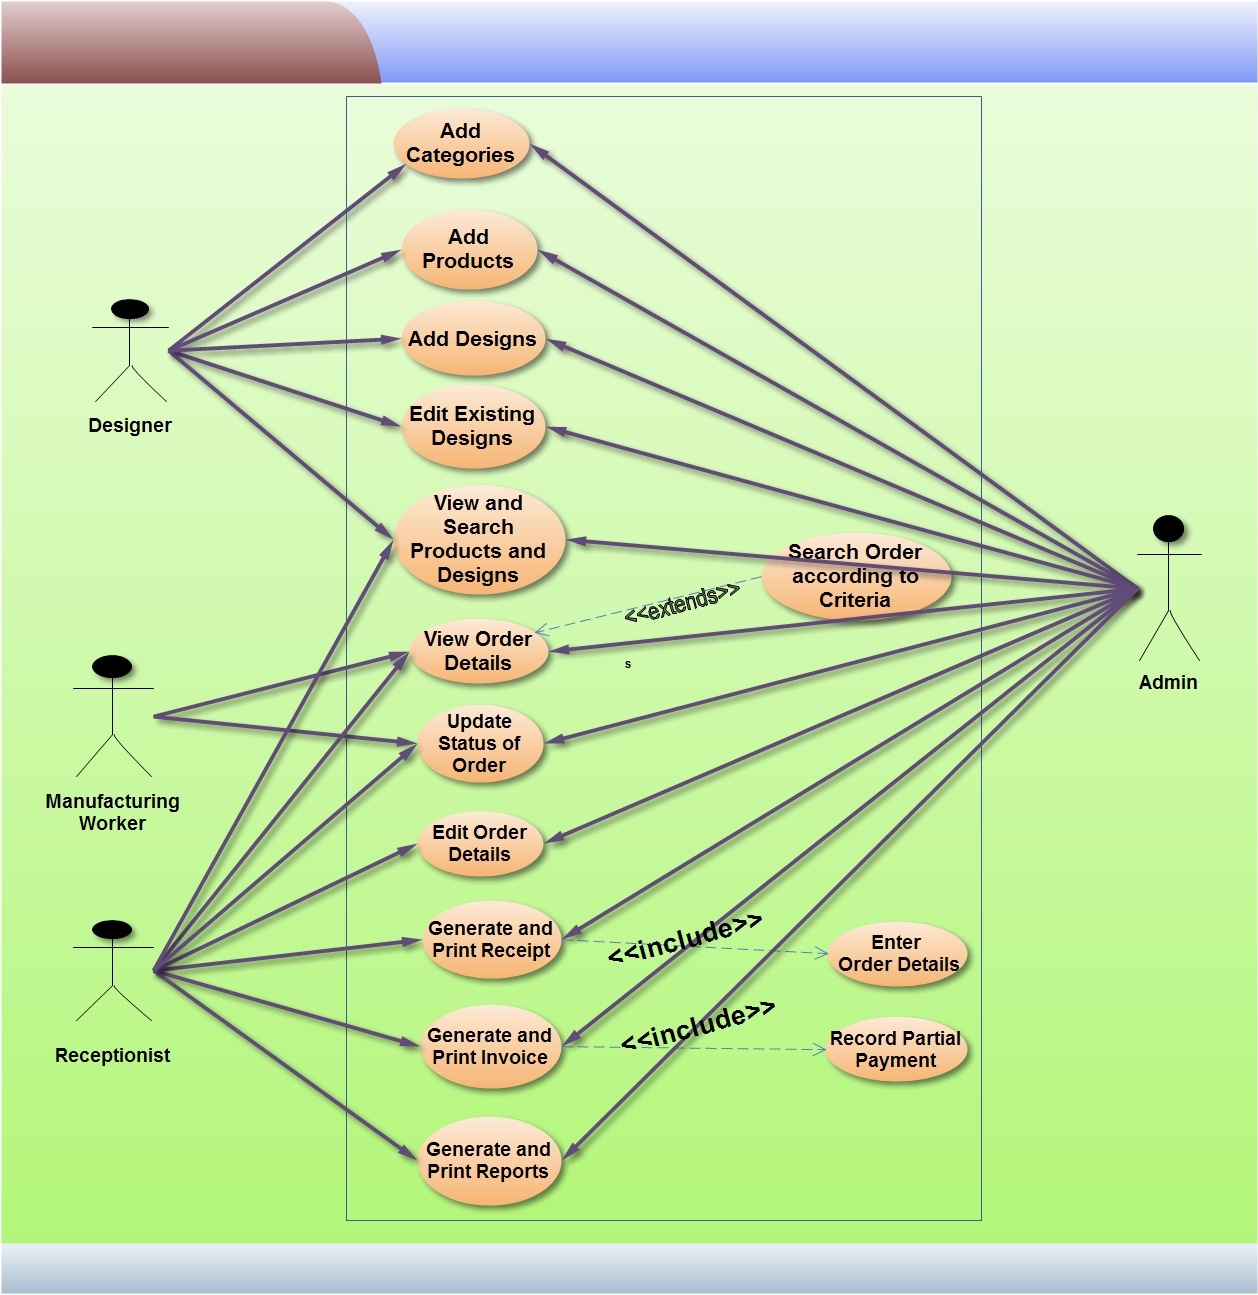 Add
Categories
Add
Products
Add Designs
Edit Existing
Designs
Designer
View and
Search
Products and
Designs
Search Order
according to
Criteria
<<extends>>
View Order
Details
s
Admin
Update
Status of
Order
Manufacturing
Worker
Edit Order
Details
Generate and
Print Receipt
<<include>>
Enter
Order Details
Generate and
Print Invoice
<<include>>
Record Partial
Payment
Receptionist
Generate and
Print Reports